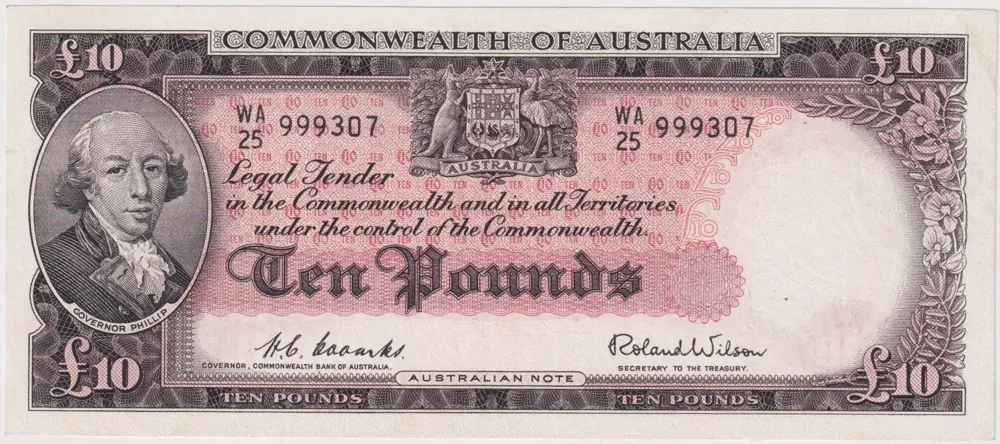 COMMONWEALTH OF AUSTRALIA
£10 £10
WA 25 999307 WA 25 999307
AUSTRALIA
Legal Tender
in the Commonwealth and in all Territories
under the control of the Commonwealth.
Ten Pounds
GOVERNOR PHILLIP
H.C. Coombs. Roland Wilson
GOVERNOR, COMMONWEALTH BANK OF AUSTRALIA. SECRETARY TO THE TREASURY.
£10 AUSTRALIAN NOTE £10
TEN POUNDS TEN POUNDS